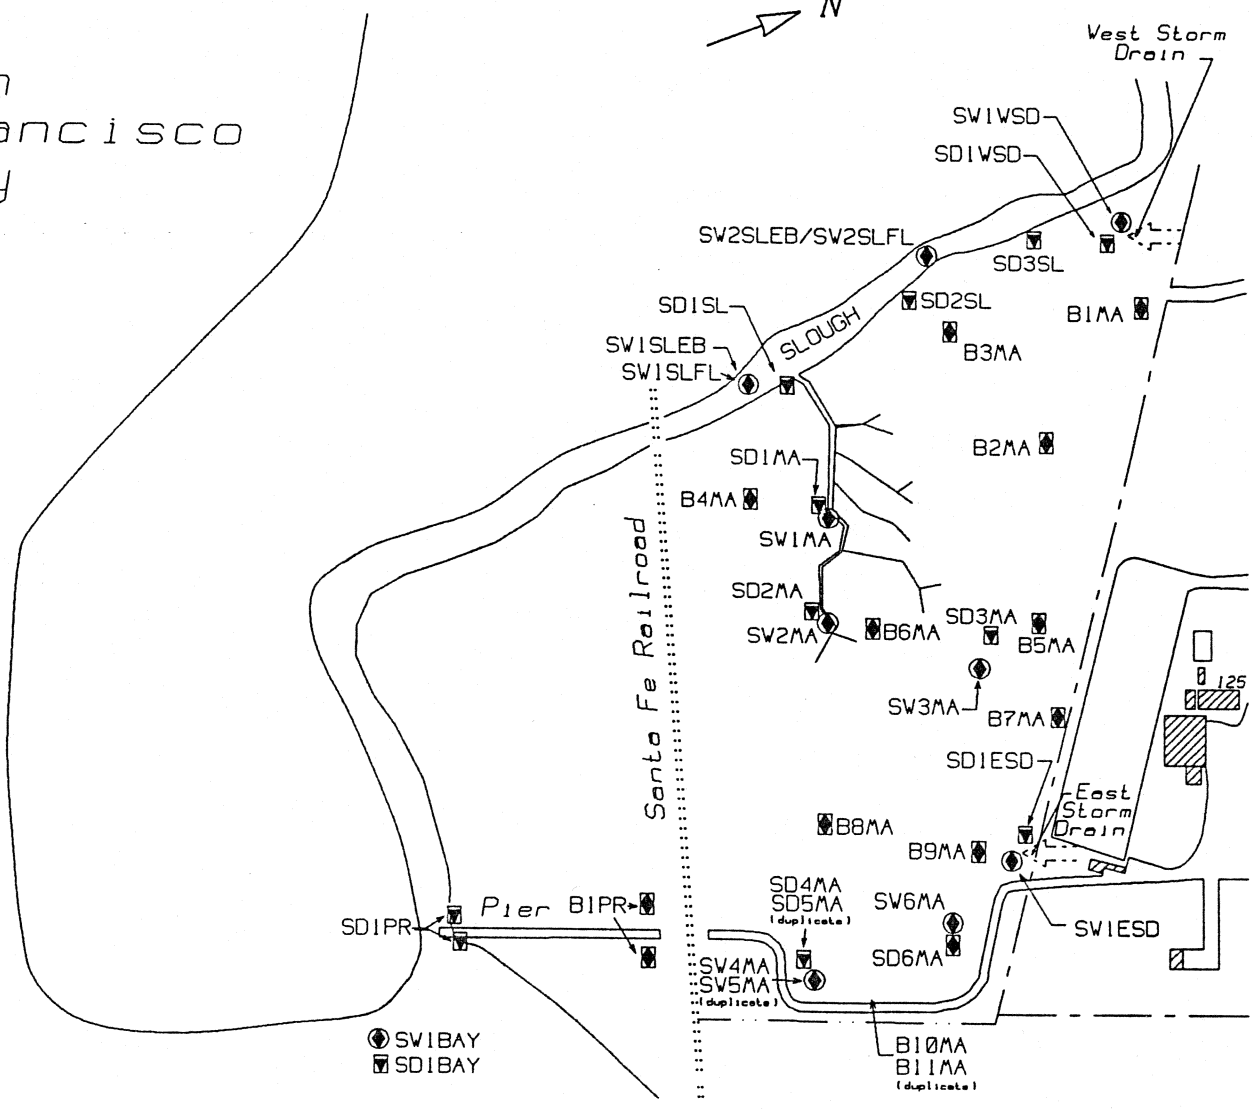 N
West Storm
Drain
ancisco
SW1WSD
SD1WSD
SW2SLEB/SW2SLFL
SD3SL
SD1SL
SD2SL
B1MA
SLOUGH
SW1SLEB
B3MA
SW1SLFL
B2MA
SD1MA
B4MA
SW1MA
Santa Fe Railroad
SD2MA
SD3MA
SW2MA
B6MA
B5MA
125
SW3MA
B7MA
SD1ESD
East
Storm
Drain
B8MA
B9MA
SD4MA
SD5MA
(duplicate)
SW6MA
Pier
B1PR
SD1PR
SW1ESD
SD6MA
SW4MA
SW5MA
(duplicate)
SW1BAY
SD1BAY
B10MA
B11MA
(duplicate)